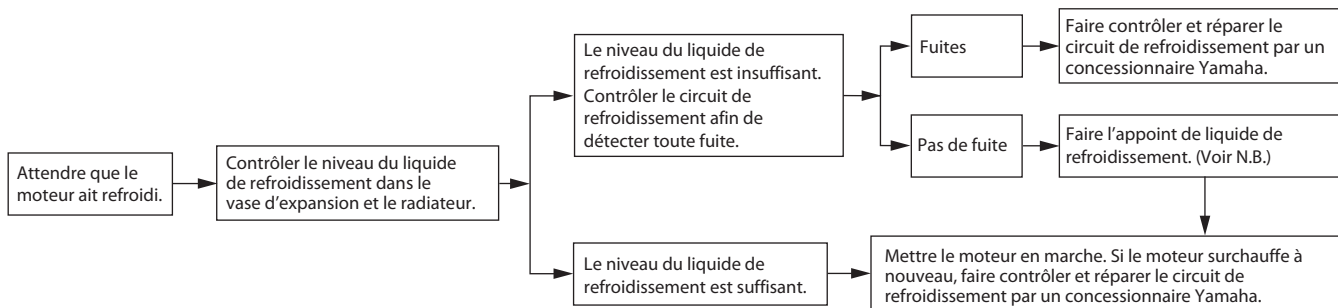 Attendre que le
moteur ait refroidi.
Contrôler le niveau du liquide
de refroidissement dans le
vase d'expansion et le radiateur.
Le niveau du liquide de
refroidissement est insuffisant.
Contrôler le circuit de
refroidissement afin de
détecter toute fuite.
Fuites
Faire contrôler et réparer le
circuit de refroidissement par un
concessionnaire Yamaha.
Pas de fuite
Faire l'appoint de liquide de
refroidissement. (Voir N.B.)
Le niveau du liquide de
refroidissement est suffisant.
Mettre le moteur en marche. Si le moteur surchauffe à
nouveau, faire contrôler et réparer le circuit de
refroidissement par un concessionnaire Yamaha.